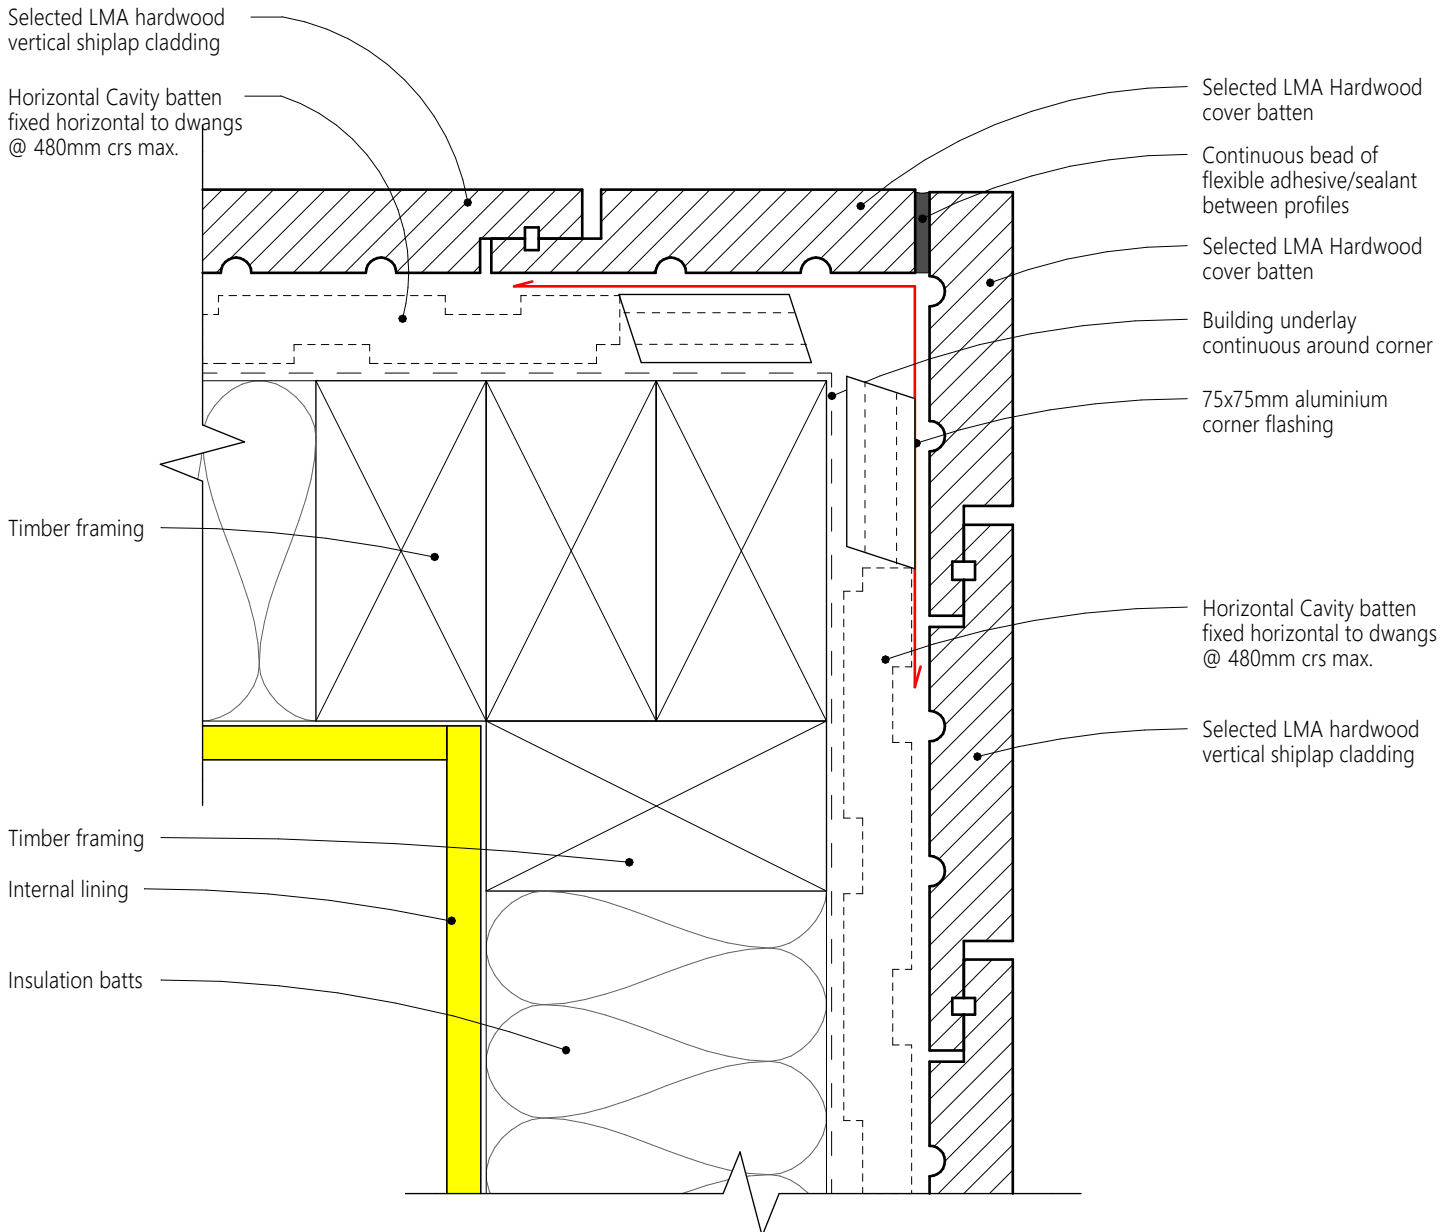 Selected LMA hardwood
vertical shiplap cladding
Horizontal Cavity batten
fixed horizontal to dwangs
@ 480mm crs max.
Timber framing
Timber framing
Internal lining
Insulation batts
Selected LMA Hardwood
cover batten
Continuous bead of
flexible adhesive/sealant
between profiles
Selected LMA Hardwood
cover batten
Building underlay
continuous around corner
75x75mm aluminium
corner flashing
Horizontal Cavity batten
fixed horizontal to dwangs
@ 480mm crs max.
Selected LMA hardwood
vertical shiplap cladding